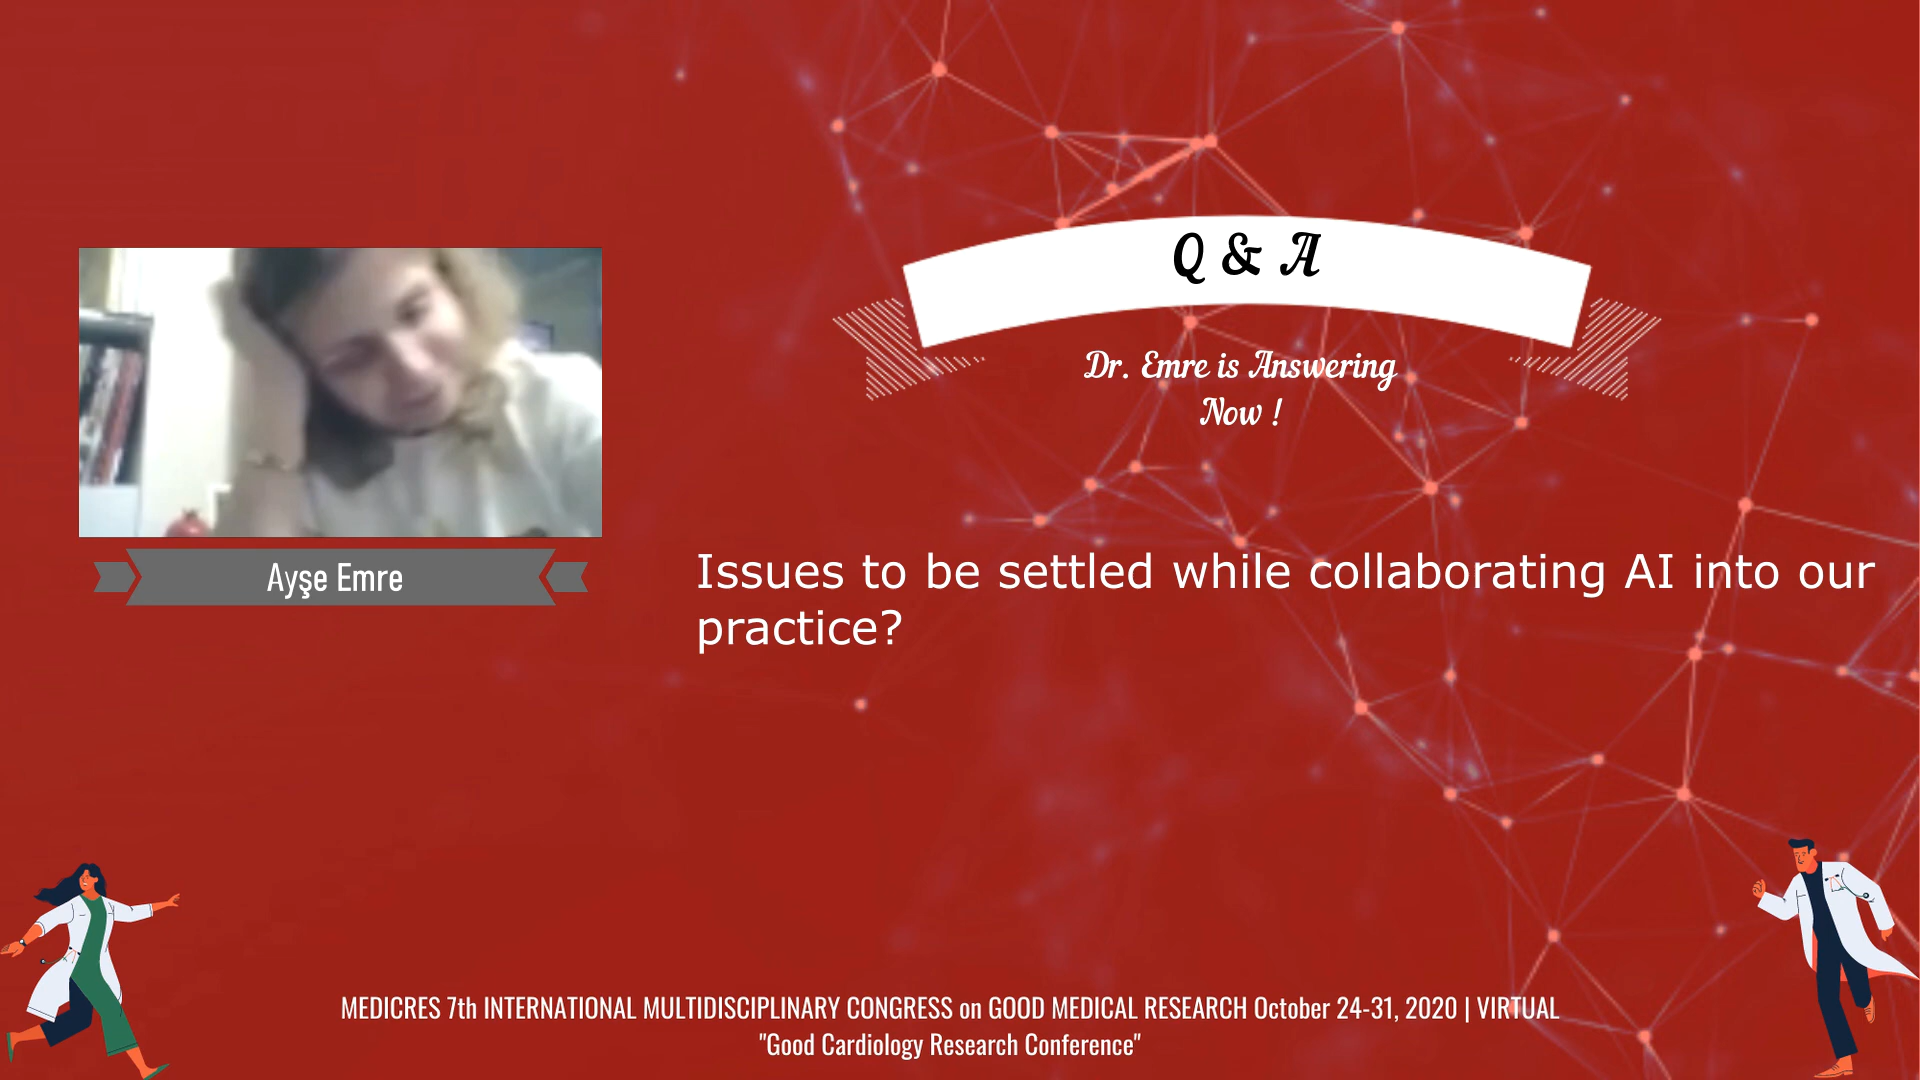 Q & A
Dr. Emre is Answering
Now !
Ayşe Emre
Issues to be settled while collaborating AI into our
practice?
MEDICRES 7th INTERNATIONAL MULTIDISCIPLINARY CONGRESS on GOOD MEDICAL RESEARCH October 24-31, 2020 | VIRTUAL
"Good Cardiology Research Conference"